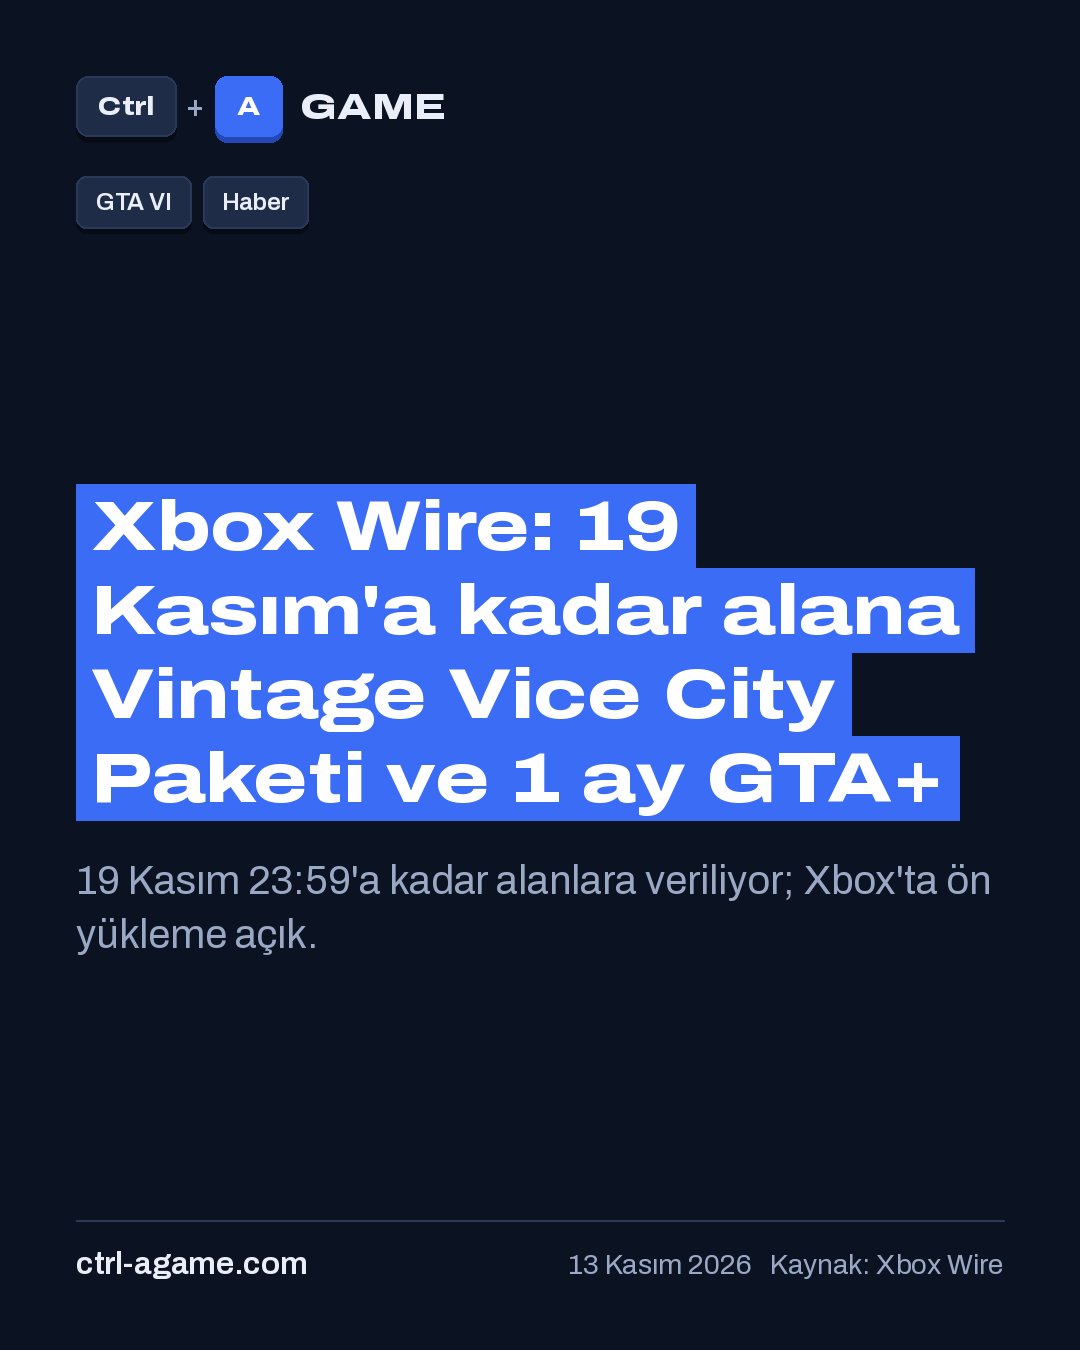 Ctrl + A GAME
GTA VI Haber
Xbox Wire: 19
Kasım'a kadar alana
Vintage Vice City
Paketi ve 1 ay GTA+
19 Kasım 23:59'a kadar alanlara veriliyor; Xbox'ta ön
yükleme açık.
ctrl-agame.com 13 Kasım 2026 Kaynak: Xbox Wire